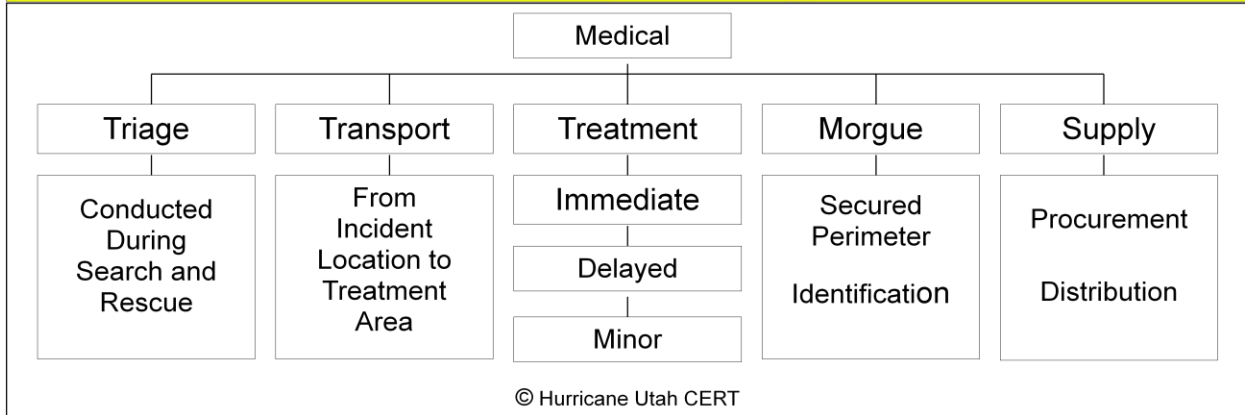 Medical
Triage
Transport
Treatment
Morgue
Supply
Conducted
During
Search and
Rescue
From
Incident
Location to
Treatment
Area
Immediate
Delayed
Minor
Secured
Perimeter
Identification
Procurement
Distribution
© Hurricane Utah CERT